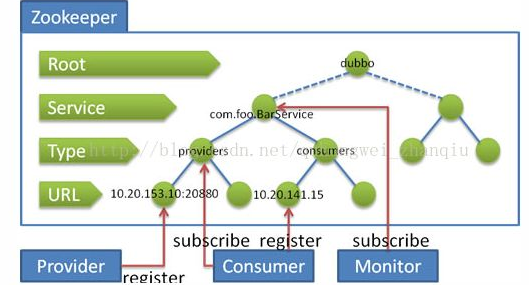 Zookeeper
Root
dubbo
Service
com.foo.BarService
Type
providers
consumers
URL
10.20.153.10:20880
10.20.141.15
subscribe
register
subscribe
Provider
register
Consumer
Monitor